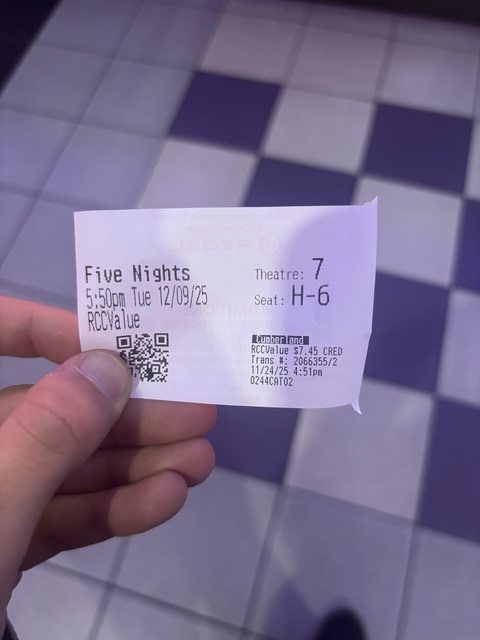 Five Nights
5:50pm Tue 12/09/25
RCCValue
Theatre: 7
Seat: H-6
Cumberland
RCCValue $7.45 CRED
Trans #: 2066355/2
11/24/25 4:51pm
0244CAT02
REGAL